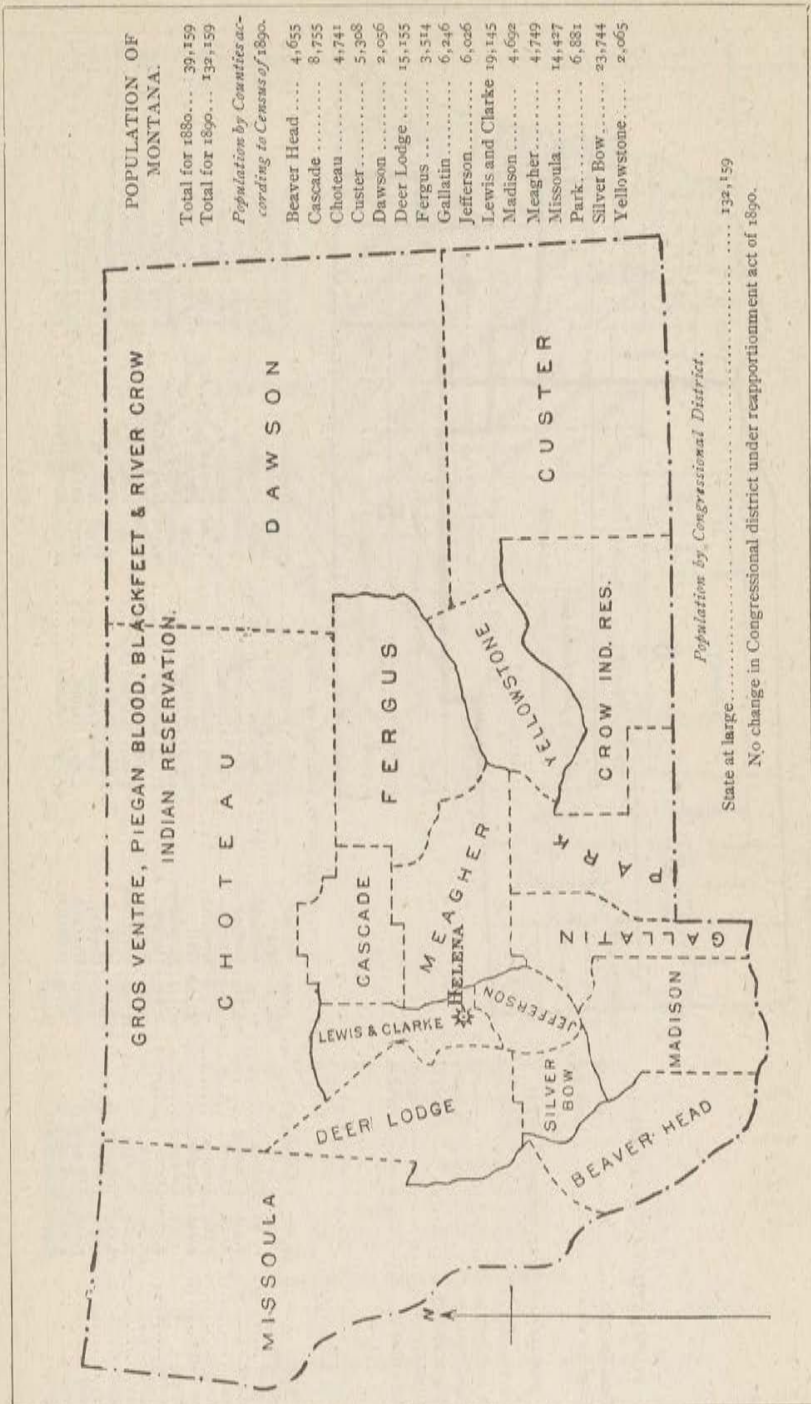 POPULATION OF
MONTANA.
Total for 1880... 39,159
Total for 1890... 132,159
Population by Counties ac-
cording to Census of 1890.
Beaver Head .... 4,655
Cascade .......... 8,755
Choteau ......... 4,741
Custer ........... 5,308
Dawson ......... 2,056
Deer Lodge ..... 15,155
Fergus ... ....... 3,514
Gallatin .......... 6,246
Jefferson ......... 6,026
Lewis and Clarke 19,145
Madison ......... 4,692
Meagher ......... 4,749
Missoula ........ 14,427
Park ............. 6,881
Silver Bow ....... 23,744
Yellowstone ..... 2,065
GROS VENTRE, PIEGAN BLOOD, BLACKFEET & RIVER CROW
INDIAN RESERVATION.
MISSOULA
CHOTEAU
DAWSON
DEER LODGE
LEWIS & CLARKE
CASCADE
FERGUS
HELENA
MEAGHER
YELLOWSTONE
CUSTER
SILVER
BOW
JEFFERSON
GALLATIN
PARK
CROW IND. RES.
BEAVER HEAD
MADISON
N
Population by Congressional District.
State at large .................................... 132,159
No change in Congressional district under reapportionment act of 1890.